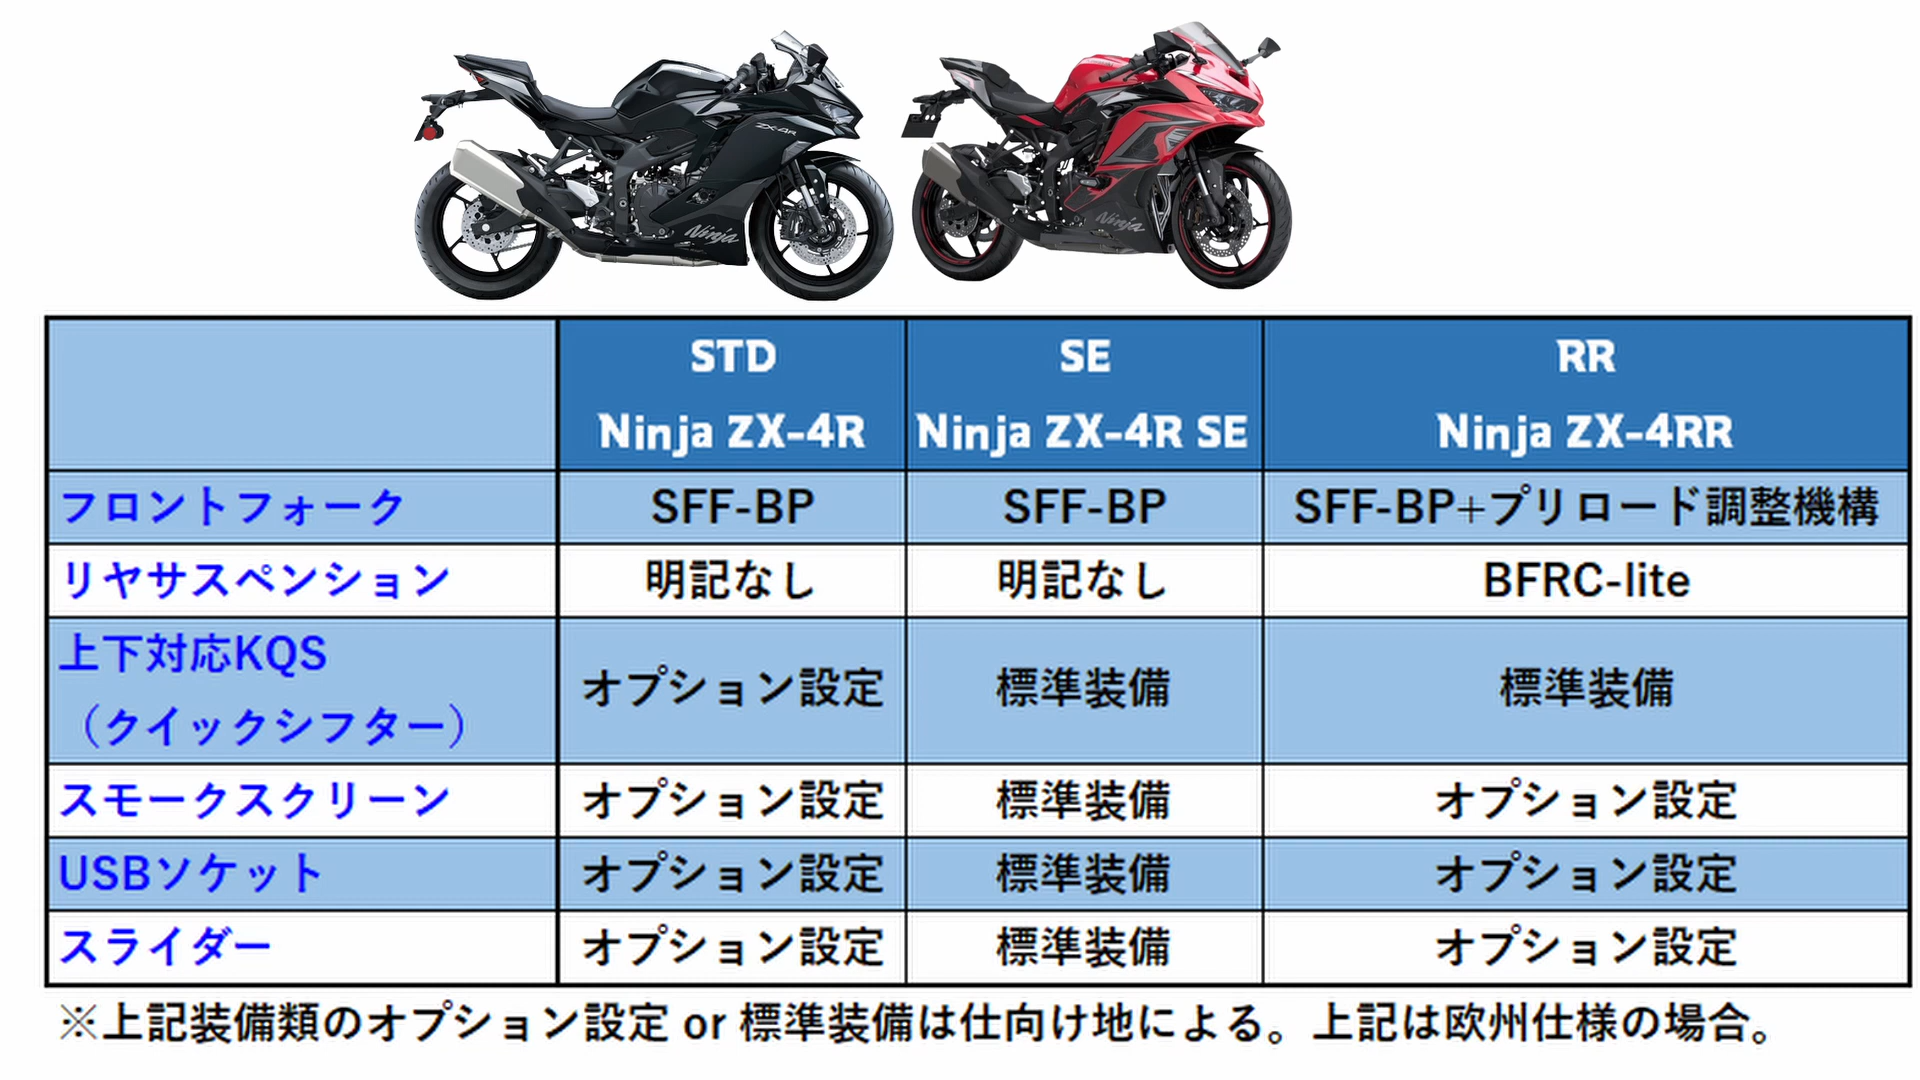 ZX-4R
Ninja
Ninja
STD
Ninja ZX-4R
SE
Ninja ZX-4R SE
RR
Ninja ZX-4RR
フロントフォーク
SFF-BP
SFF-BP
SFF-BP+プリロード調整機構
リヤサスペンション
明記なし
明記なし
BFRC-lite
上下対応KQS
（クイックシフター）
オプション設定
標準装備
標準装備
スモークスクリーン
オプション設定
標準装備
オプション設定
USBソケット
オプション設定
標準装備
オプション設定
スライダー
オプション設定
標準装備
オプション設定
※上記装備類のオプション設定 or 標準装備は仕向け地による。上記は欧州仕様の場合。